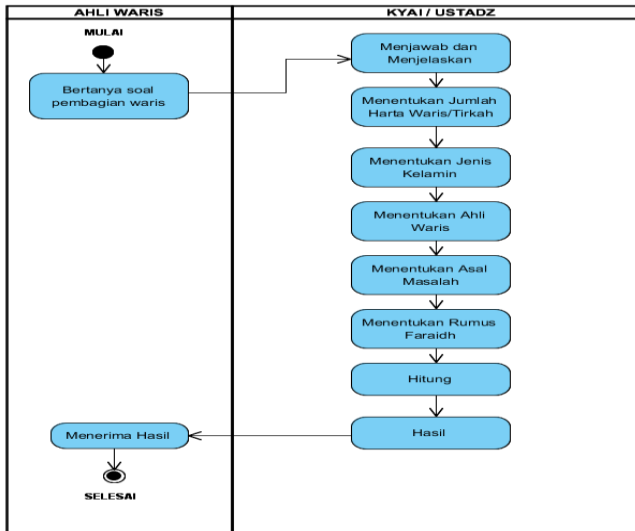 AHLI WARIS
KYAI / USTADZ
MULAI
Bertanya soal
pembagian waris
Menjawab dan
Menjelaskan
Menentukan Jumlah
Harta Waris/Tirkah
Menentukan Jenis
Kelamin
Menentukan Ahli
Waris
Menentukan Asal
Masalah
Menentukan Rumus
Faraidh
Hitung
Hasil
Menerima Hasil
SELESAI